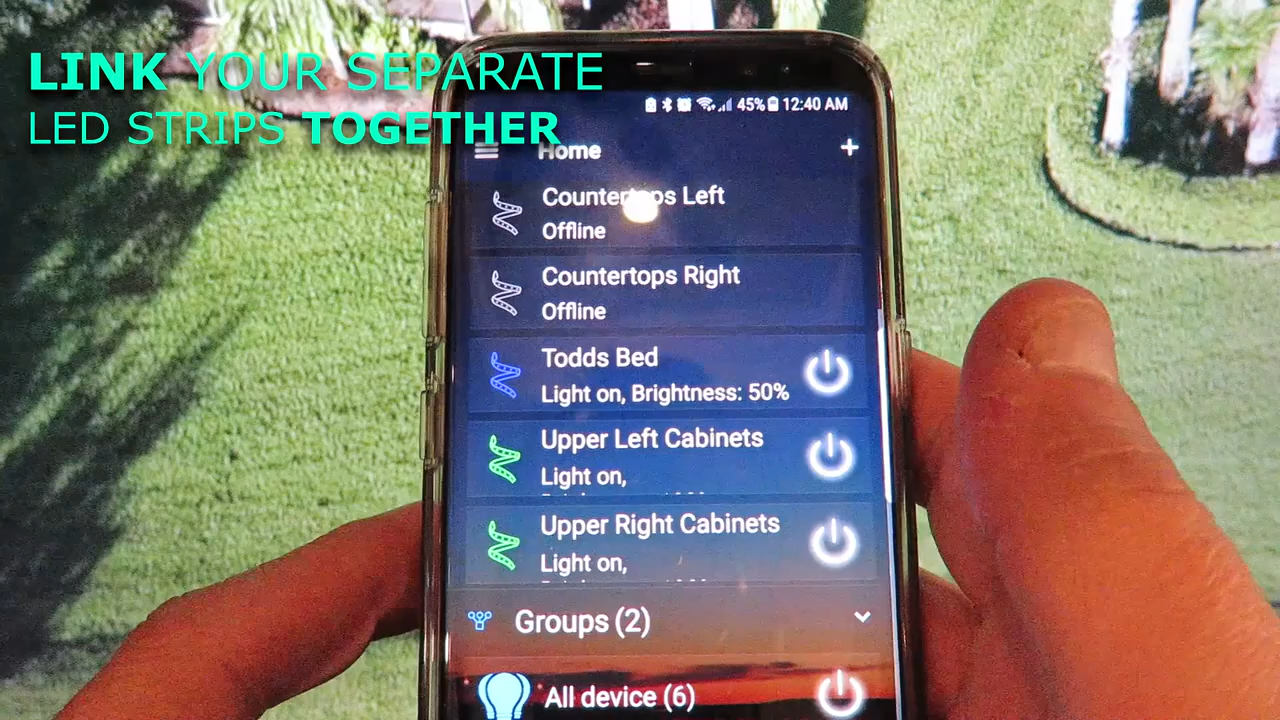 LINK YOUR SEPARATE
LED STRIPS TOGETHER
45% 12:40 AM
Home +
Countertops Left
Offline
Countertops Right
Offline
Todds Bed
Light on, Brightness: 50%
Upper Left Cabinets
Light on,
Upper Right Cabinets
Light on,
Groups (2)
All device (6)